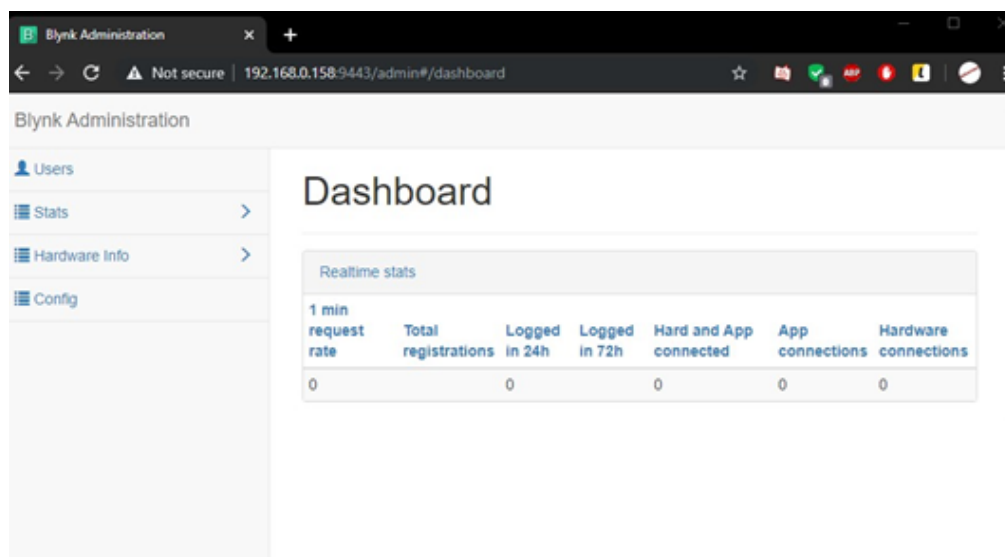 Blynk Administration
Not secure 192.168.0.158:9443/admin#/dashboard
ABP
Blynk Administration
Users
Stats
Hardware Info
Config
Dashboard
Realtime stats
1 min request rate Total registrations Logged in 24h Logged in 72h Hard and App connected App connections Hardware connections
0 0 0 0 0